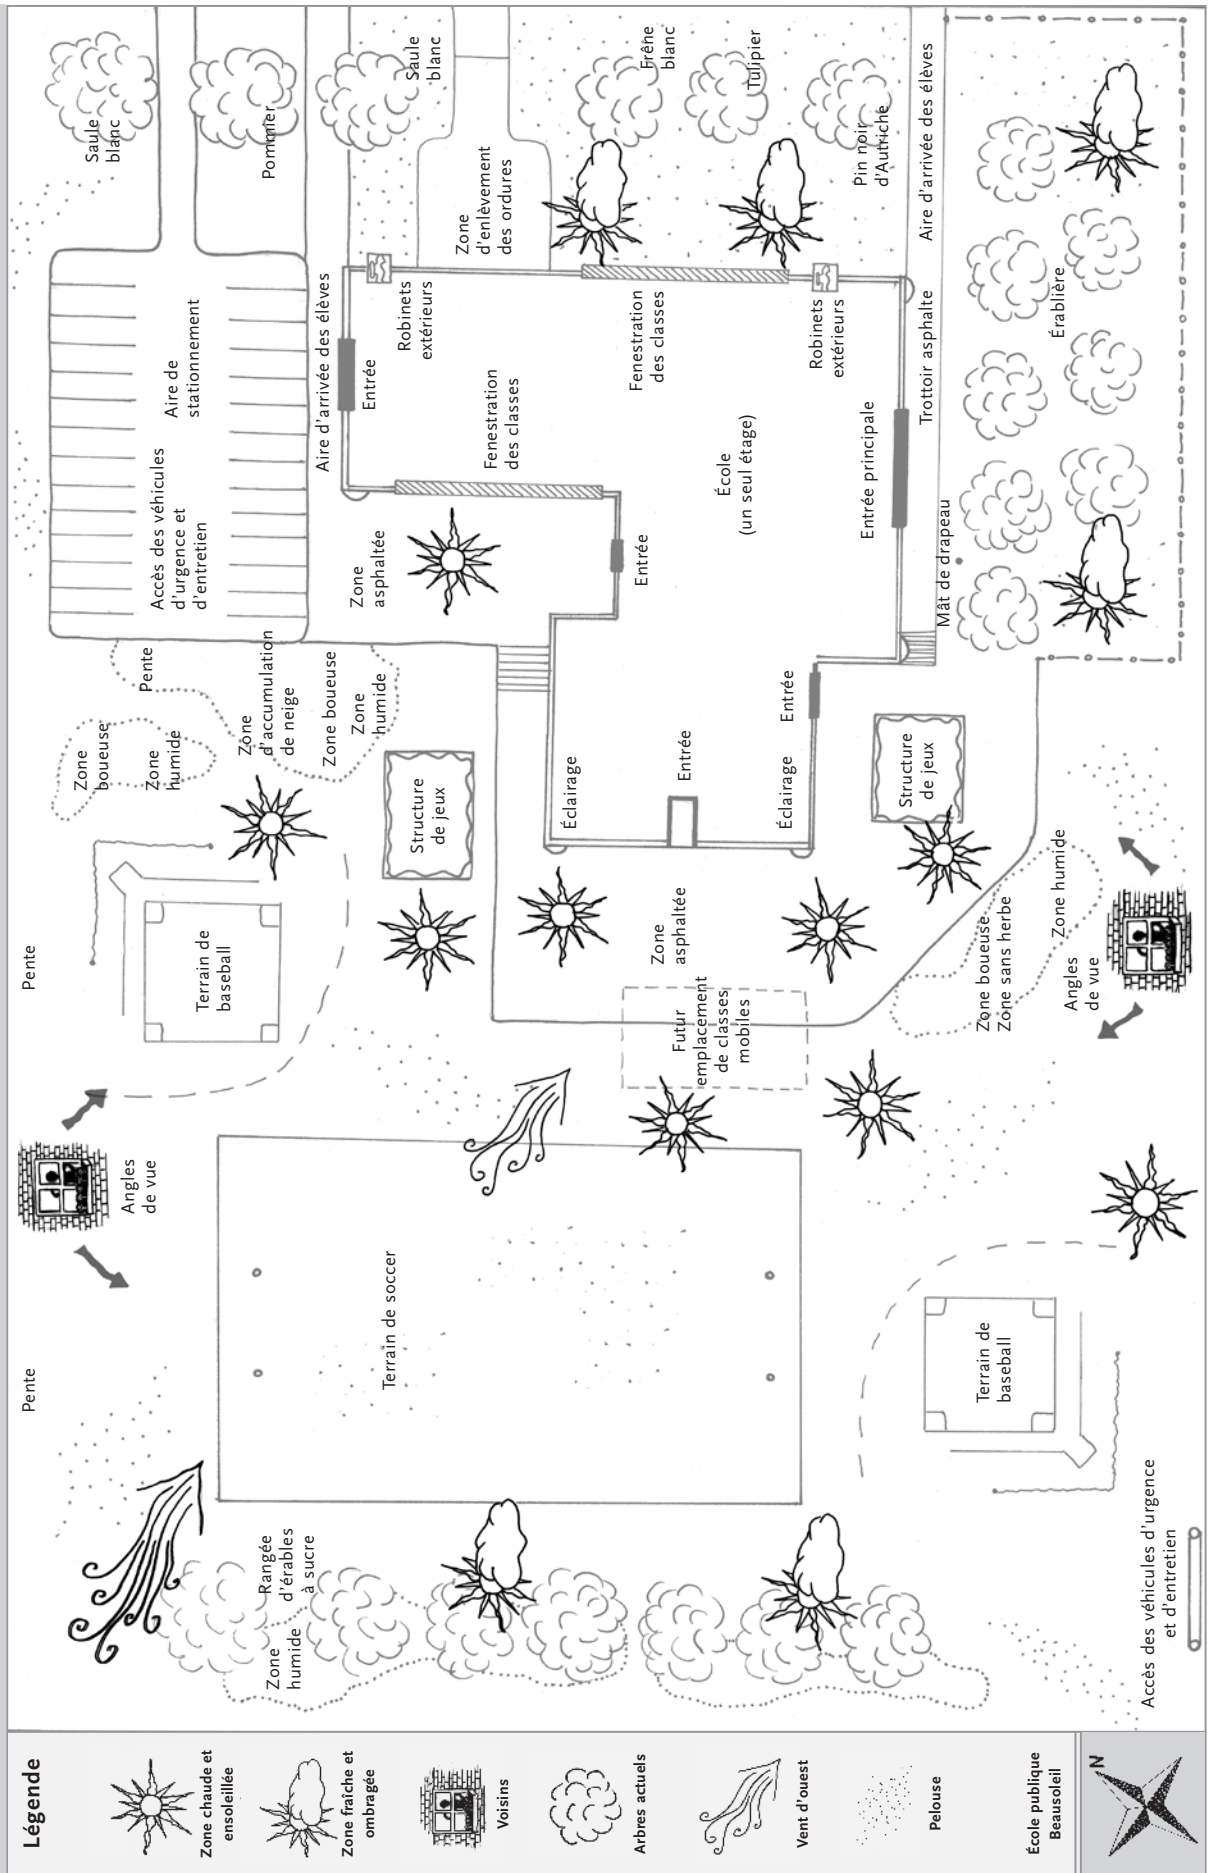 Légende
Zone chaude et
ensoleillée
Zone fraîche et
ombragée
Voisins
Arbres actuels
Vent d'ouest
Pelouse
École publique
Beausoleil
N
Pente
Pente
Angles
de vue
Rangée
d'érables
à sucre
Zone
humide
Terrain de soccer
Terrain de
baseball
Accès des véhicules d'urgence
et d'entretien
Terrain de
baseball
Zone
boueuse
Zone
humide
Pente
Zone
d'accumulation
de neige
Zone boueuse
Zone
humide
Structure
de jeux
Accès des véhicules
d'urgence et
d'entretien
Aire de
stationnement
Saule
blanc
Pommier
Saule
blanc
Aire d'arrivée des élèves
Entrée
Robinets
extérieurs
Zone
d'enlèvement
des ordures
Zone
asphaltée
Fenestration
des classes
Entrée
Éclairage
Entrée
École
(un seul étage)
Fenestration
des classes
Frêne
blanc
Tulipier
Pin noir
d'Autriche
Robinets
extérieurs
Zone
asphaltée
Futur
emplacement
de classes
mobiles
Éclairage
Entrée
Entrée principale
Structure
de jeux
Mât de drapeau
Trottoir asphalte
Aire d'arrivée des élèves
Aire d'arrivée des élèves
Érablière
Zone boueuse
Zone sans herbe
Zone humide
Angles
de vue